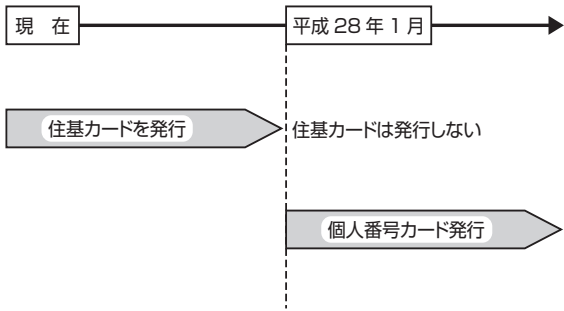 現　在
平成 28 年 1 月
住基カードを発行
住基カードは発行しない
個人番号カード発行